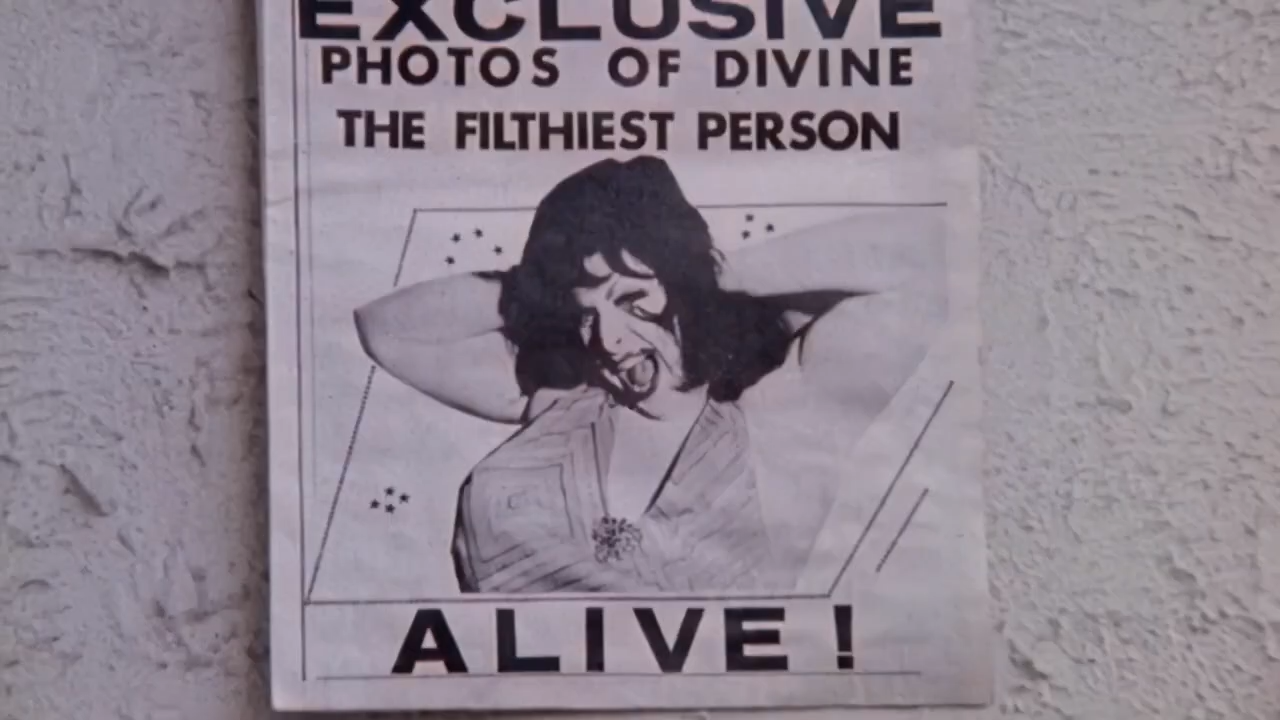 EXCLUSIVE
PHOTOS OF DIVINE
THE FILTHIEST PERSON
ALIVE!